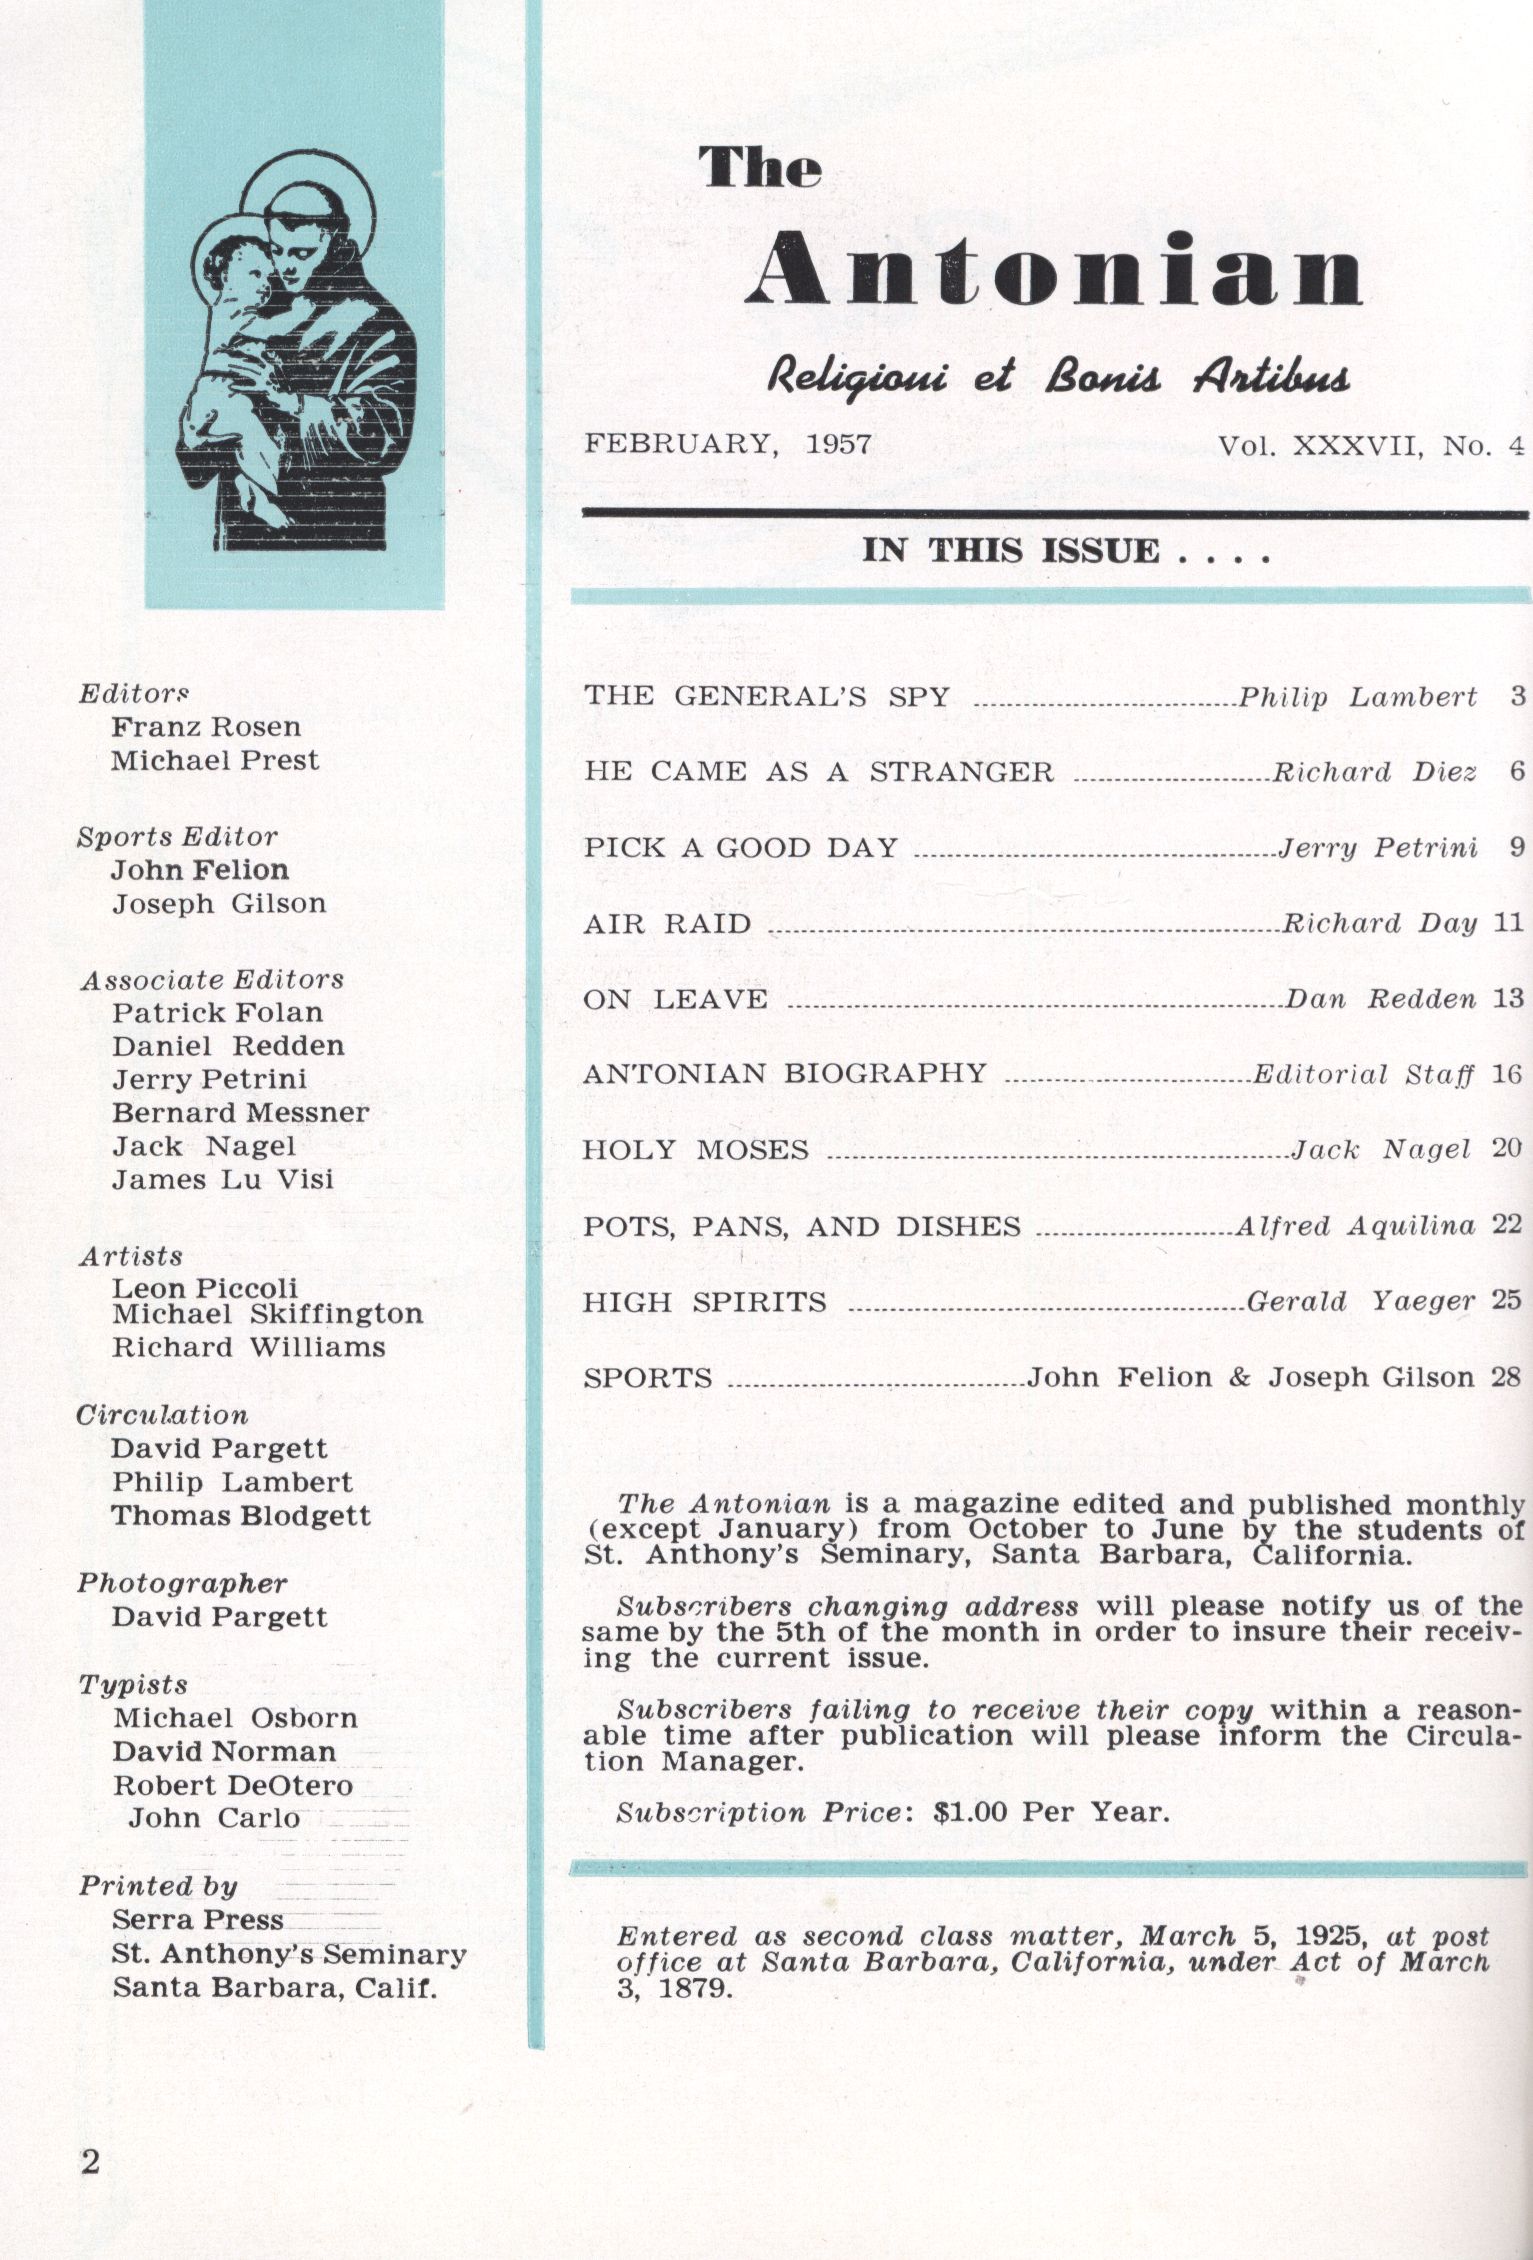 The
Antonian
Religioni et Bonis Artibus
FEBRUARY, 1957 Vol. XXXVII, No. 4
IN THIS ISSUE . . . .
Editors
Franz Rosen
Michael Prest
Sports Editor
John Felion
Joseph Gilson
Associate Editors
Patrick Folan
Daniel Redden
Jerry Petrini
Bernard Messner
Jack Nagel
James Lu Visi
Artists
Leon Piccoli
Michael Skiffington
Richard Williams
Circulation
David Pargett
Philip Lambert
Thomas Blodgett
Photographer
David Pargett
Typists
Michael Osborn
David Norman
Robert DeOtero
John Carlo
Printed by
Serra Press
St. Anthony's Seminary
Santa Barbara, Calif.
THE GENERAL'S SPY ................................Philip Lambert 3
HE CAME AS A STRANGER ........................Richard Diez 6
PICK A GOOD DAY ............................................Jerry Petrini 9
AIR RAID ..............................................................Richard Day 11
ON LEAVE ............................................................Dan Redden 13
ANTONIAN BIOGRAPHY ..............................Editorial Staff 16
HOLY MOSES ........................................................Jack Nagel 20
POTS, PANS, AND DISHES ........................Alfred Aquilina 22
HIGH SPIRITS ................................................Gerald Yaeger 25
SPORTS ....................................John Felion & Joseph Gilson 28
The Antonian is a magazine edited and published monthly
(except January) from October to June by the students of
St. Anthony's Seminary, Santa Barbara, California.
Subscribers changing address will please notify us of the
same by the 5th of the month in order to insure their receiv-
ing the current issue.
Subscribers failing to receive their copy within a reason-
able time after publication will please inform the Circula-
tion Manager.
Subscription Price: $1.00 Per Year.
Entered as second class matter, March 5, 1925, at post
office at Santa Barbara, California, under Act of March
3, 1879.
2